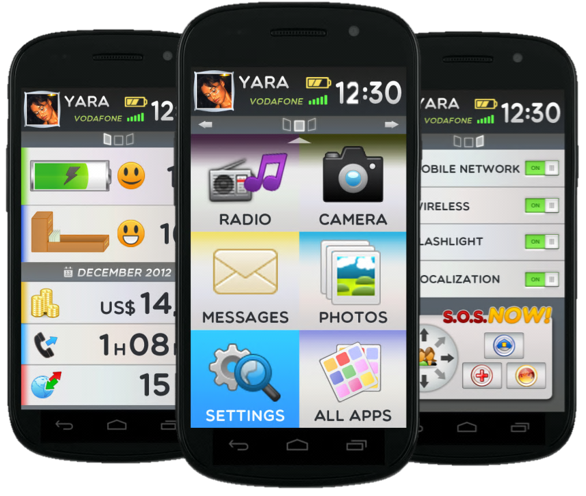 YARA
VODAFONE
12
DECEMBER 2012
US$ 14,
1H08
15
YARA
VODAFONE
12:30
RADIO
CAMERA
MESSAGES
PHOTOS
SETTINGS
ALL APPS
YARA
VODAFONE
12:30
OBILE NETWORK ON
IRELESS ON
LASHLIGHT ON
OCALIZATION ON
S.O.S.NOW!